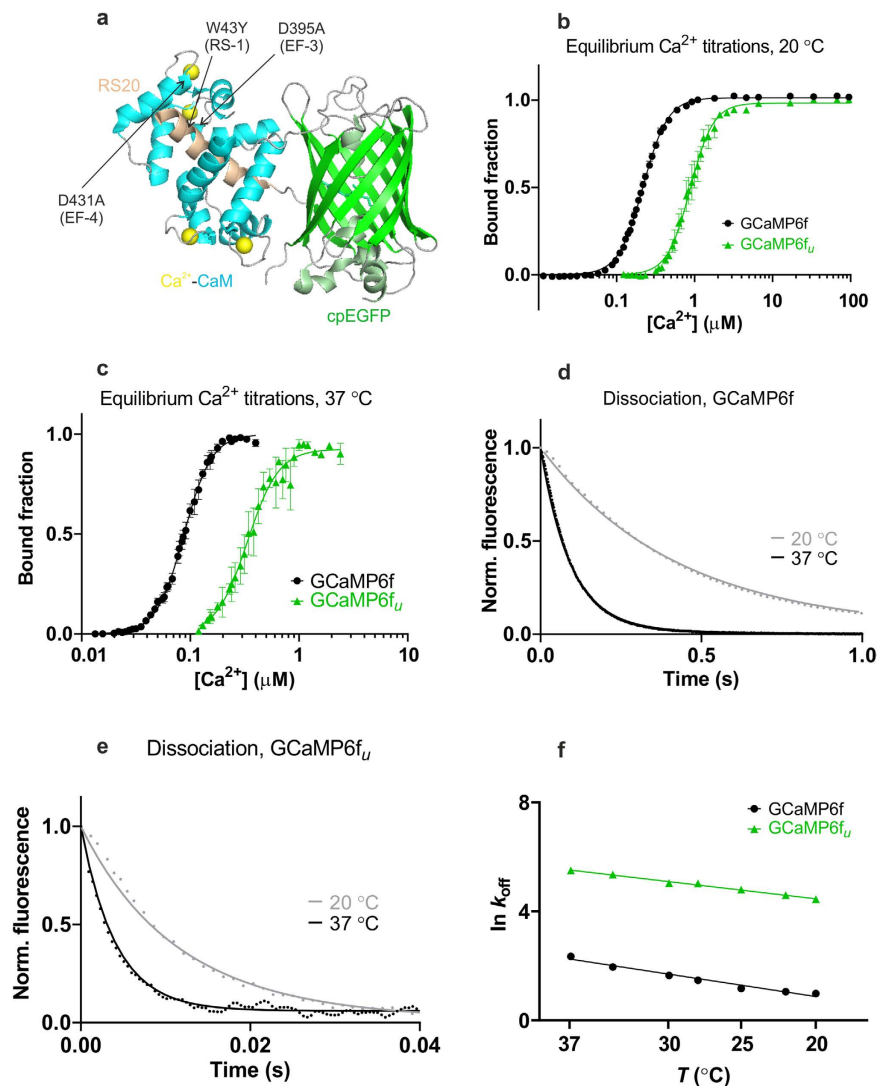 a
W43Y
(RS-1)
D395A
(EF-3)
RS20
D431A
(EF-4)
Ca²⁺-CaM
cpEGFP
b
Equilibrium Ca²⁺ titrations, 20 °C
Bound fraction
1.0
0.5
0.0
GCaMP6f
GCaMP6fᵤ
0.1
1
10
100
[Ca²⁺] (μM)
c
Equilibrium Ca²⁺ titrations, 37 °C
Bound fraction
1.0
0.5
0.0
GCaMP6f
GCaMP6fᵤ
0.01
0.1
1
10
[Ca²⁺] (μM)
d
Dissociation, GCaMP6f
Norm. fluorescence
1.0
0.5
0.0
20 °C
37 °C
0.0
0.5
1.0
Time (s)
e
Dissociation, GCaMP6fᵤ
Norm. fluorescence
1.0
0.5
0.0
20 °C
37 °C
0.00
0.02
0.04
Time (s)
f
ln k_off
8
4
0
GCaMP6f
GCaMP6fᵤ
37
30
25
20
T (°C)